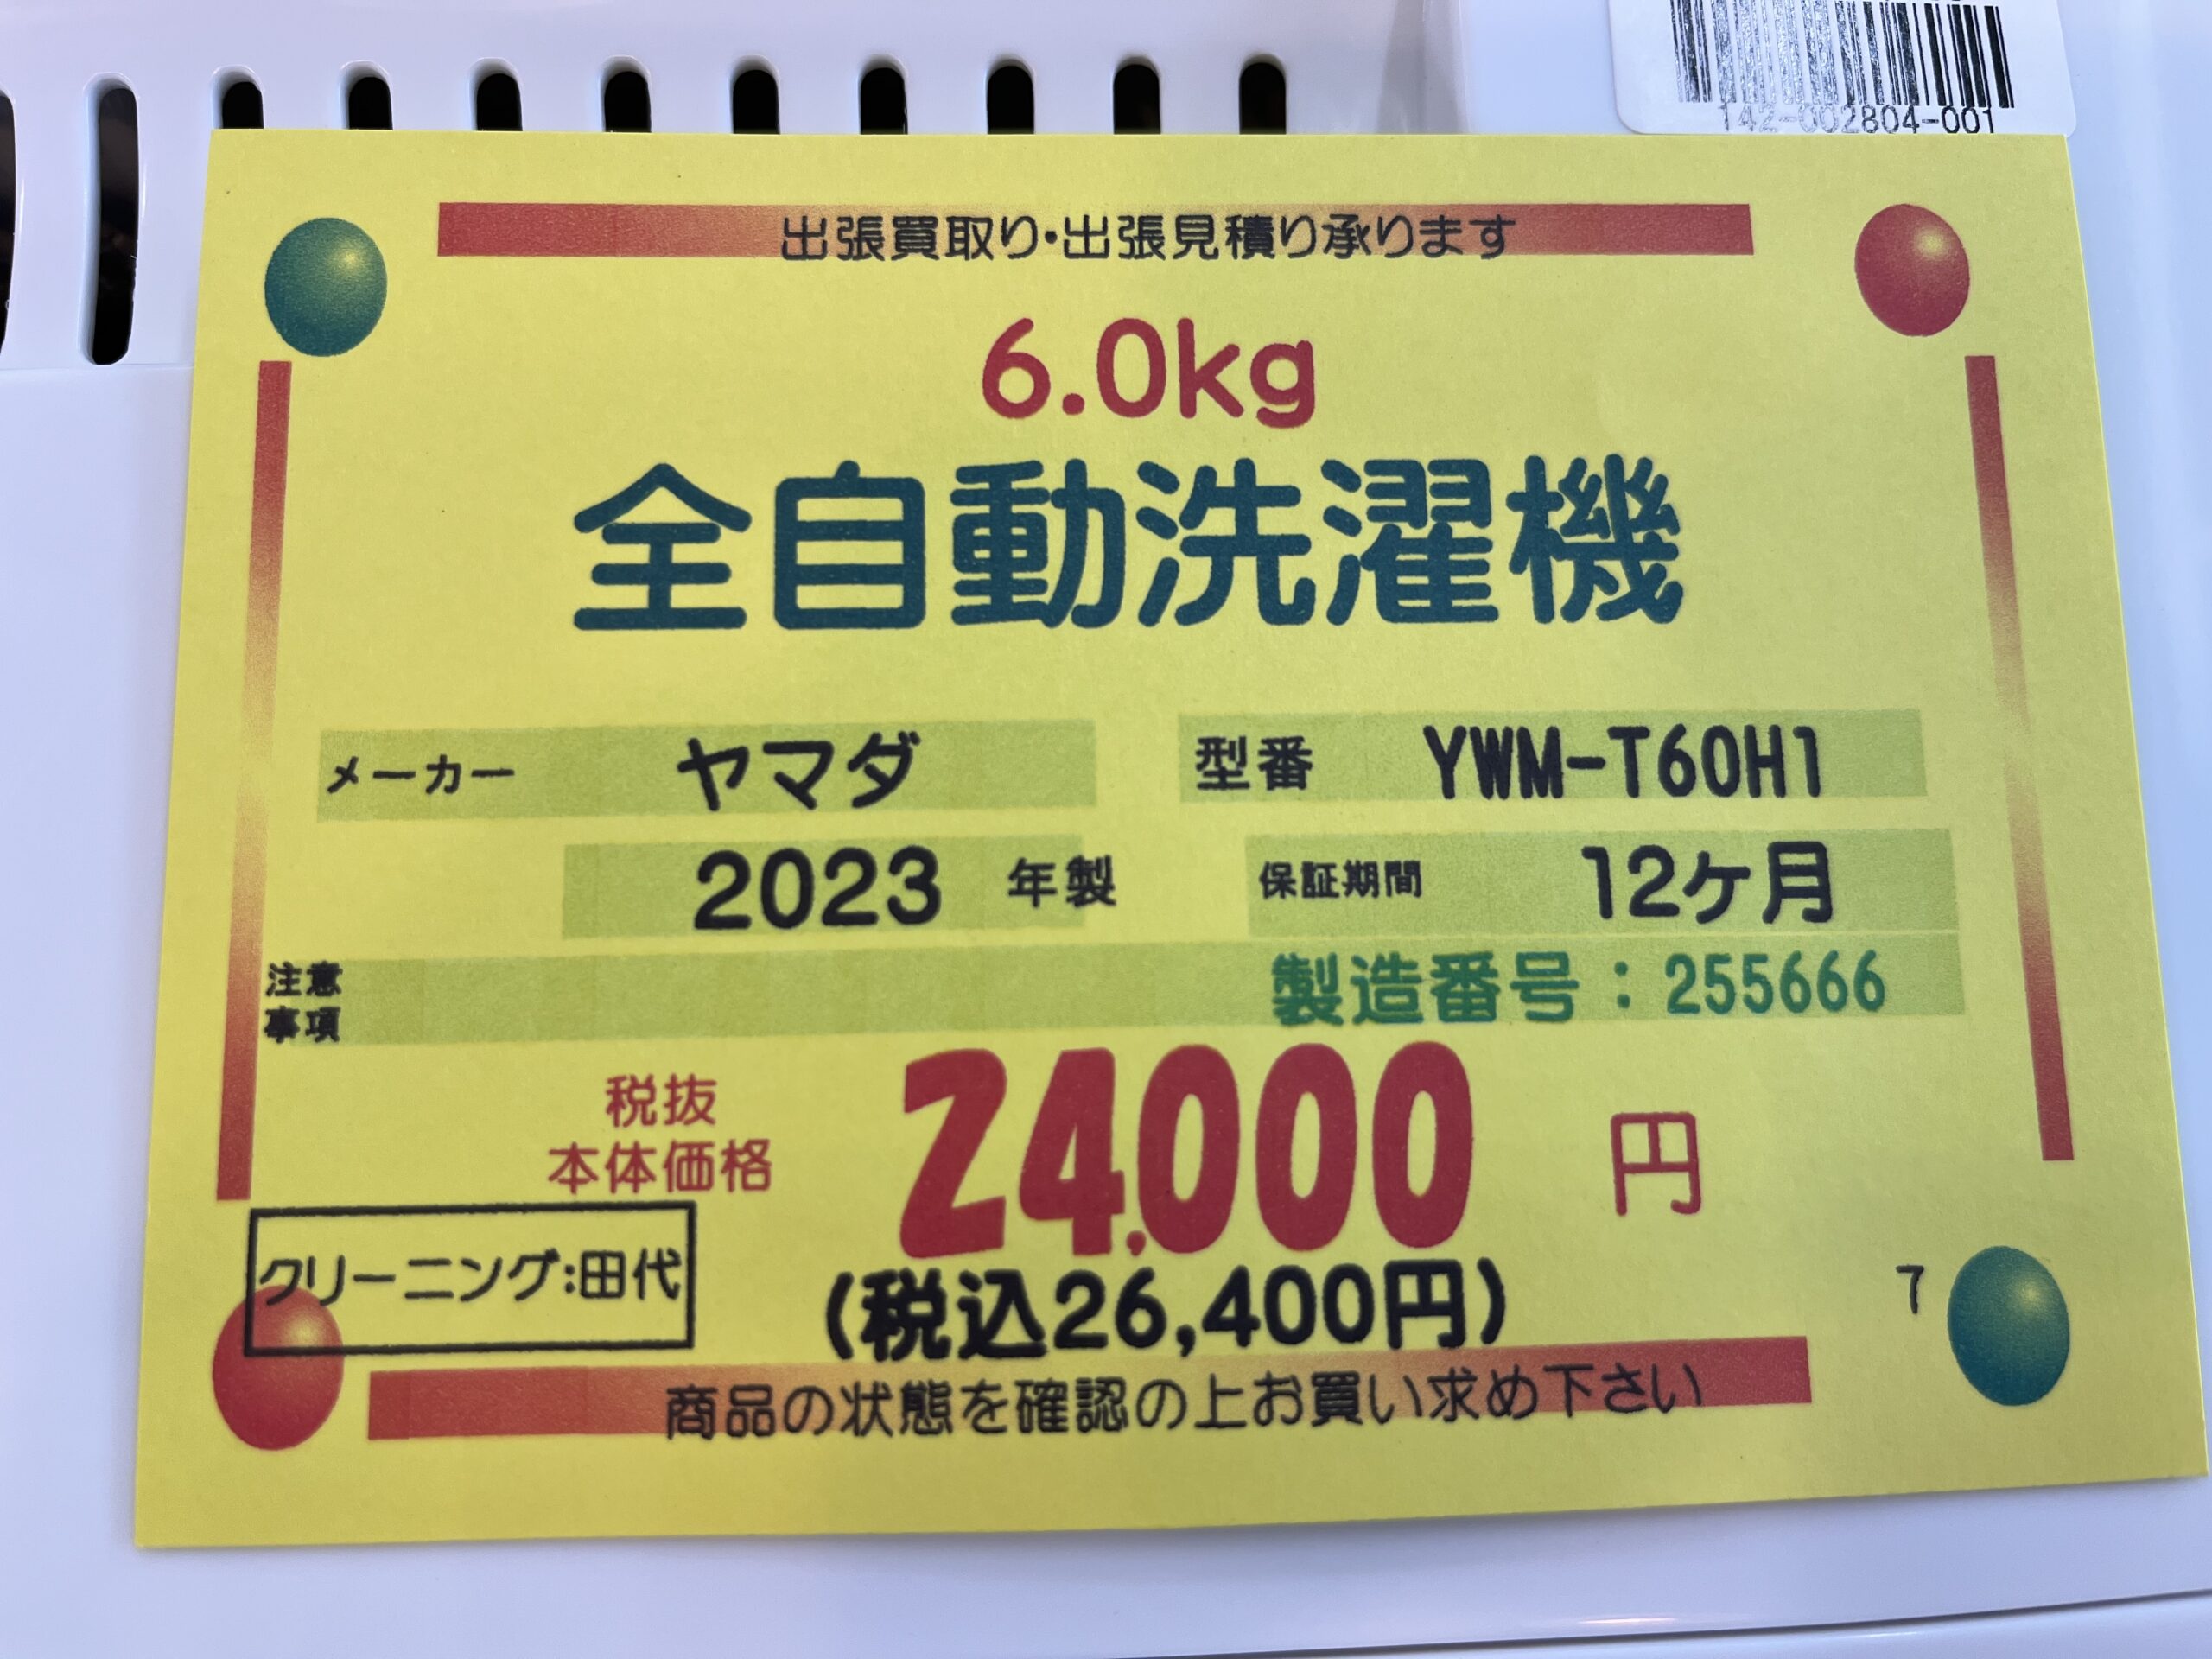 142-002804-001
出張買取り・出張見積り承ります
6.0kg
全自動洗濯機
メーカー ヤマダ 型番 YWM-T60H1
2023 年製 保証期間 12ケ月
注意事項 製造番号：255666
税抜
本体価格 24,000 円
クリーニング:田代
(税込26,400円)
7
商品の状態を確認の上お買い求め下さい